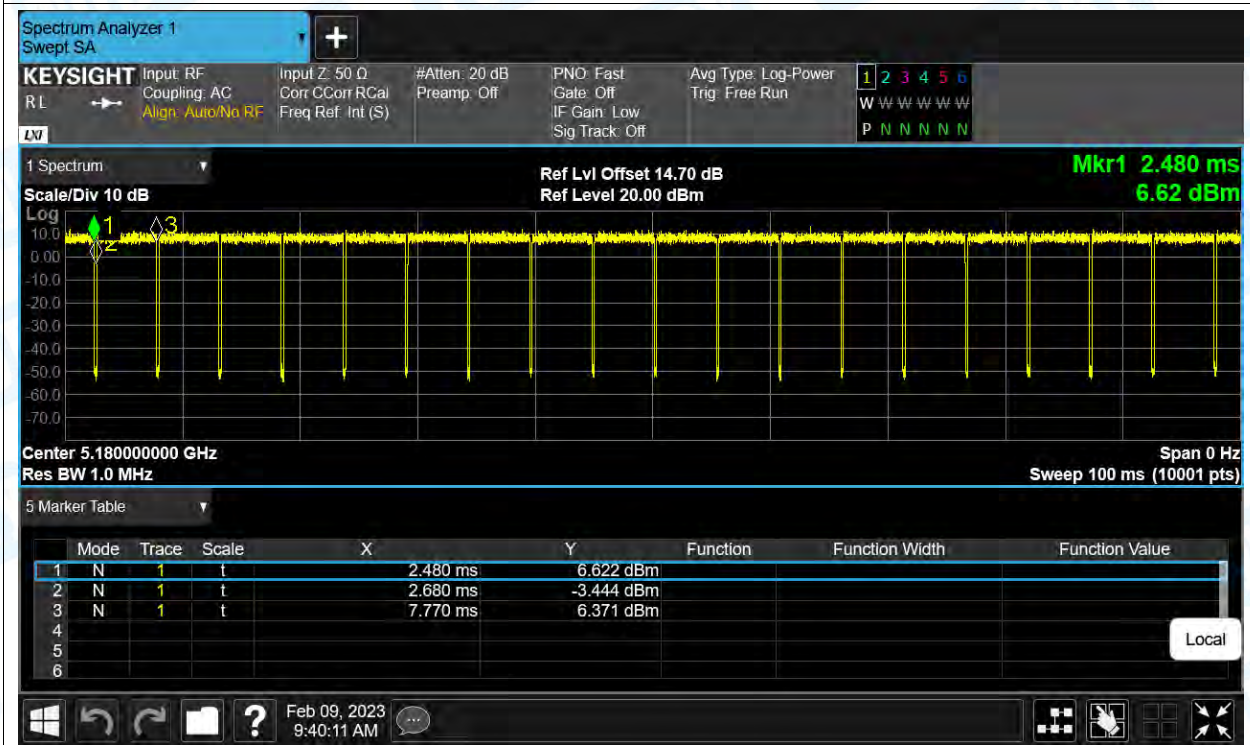 Spectrum Analyzer 1
Swept SA
+
KEYSIGHT Input: RF Input Z: 50 Ω #Atten: 20 dB PNO: Fast Avg Type: Log-Power 1 2 3 4 5 6
R L Coupling: AC Corr CCorr RCal Preamp: Off Gate: Off Trig: Free Run W W W W W W
Align: Auto/No RF Freq Ref: Int (S) IF Gain: Low
LXI Sig Track: Off P N N N N N
1 Spectrum Ref Lvl Offset 14.70 dB Mkr1 2.480 ms
Scale/Div 10 dB Ref Level 20.00 dBm 6.62 dBm
Log
1 3
10.0
2
0.00
-10.0
-20.0
-30.0
-40.0
-50.0
-60.0
-70.0
Center 5.180000000 GHz Span 0 Hz
Res BW 1.0 MHz Sweep 100 ms (10001 pts)
5 Marker Table
Mode Trace Scale X Y Function Function Width Function Value
1 N 1 t 2.480 ms 6.622 dBm
2 N 1 t 2.680 ms -3.444 dBm
3 N 1 t 7.770 ms 6.371 dBm
4
5
6
Local
? Feb 09, 2023
9:40:11 AM